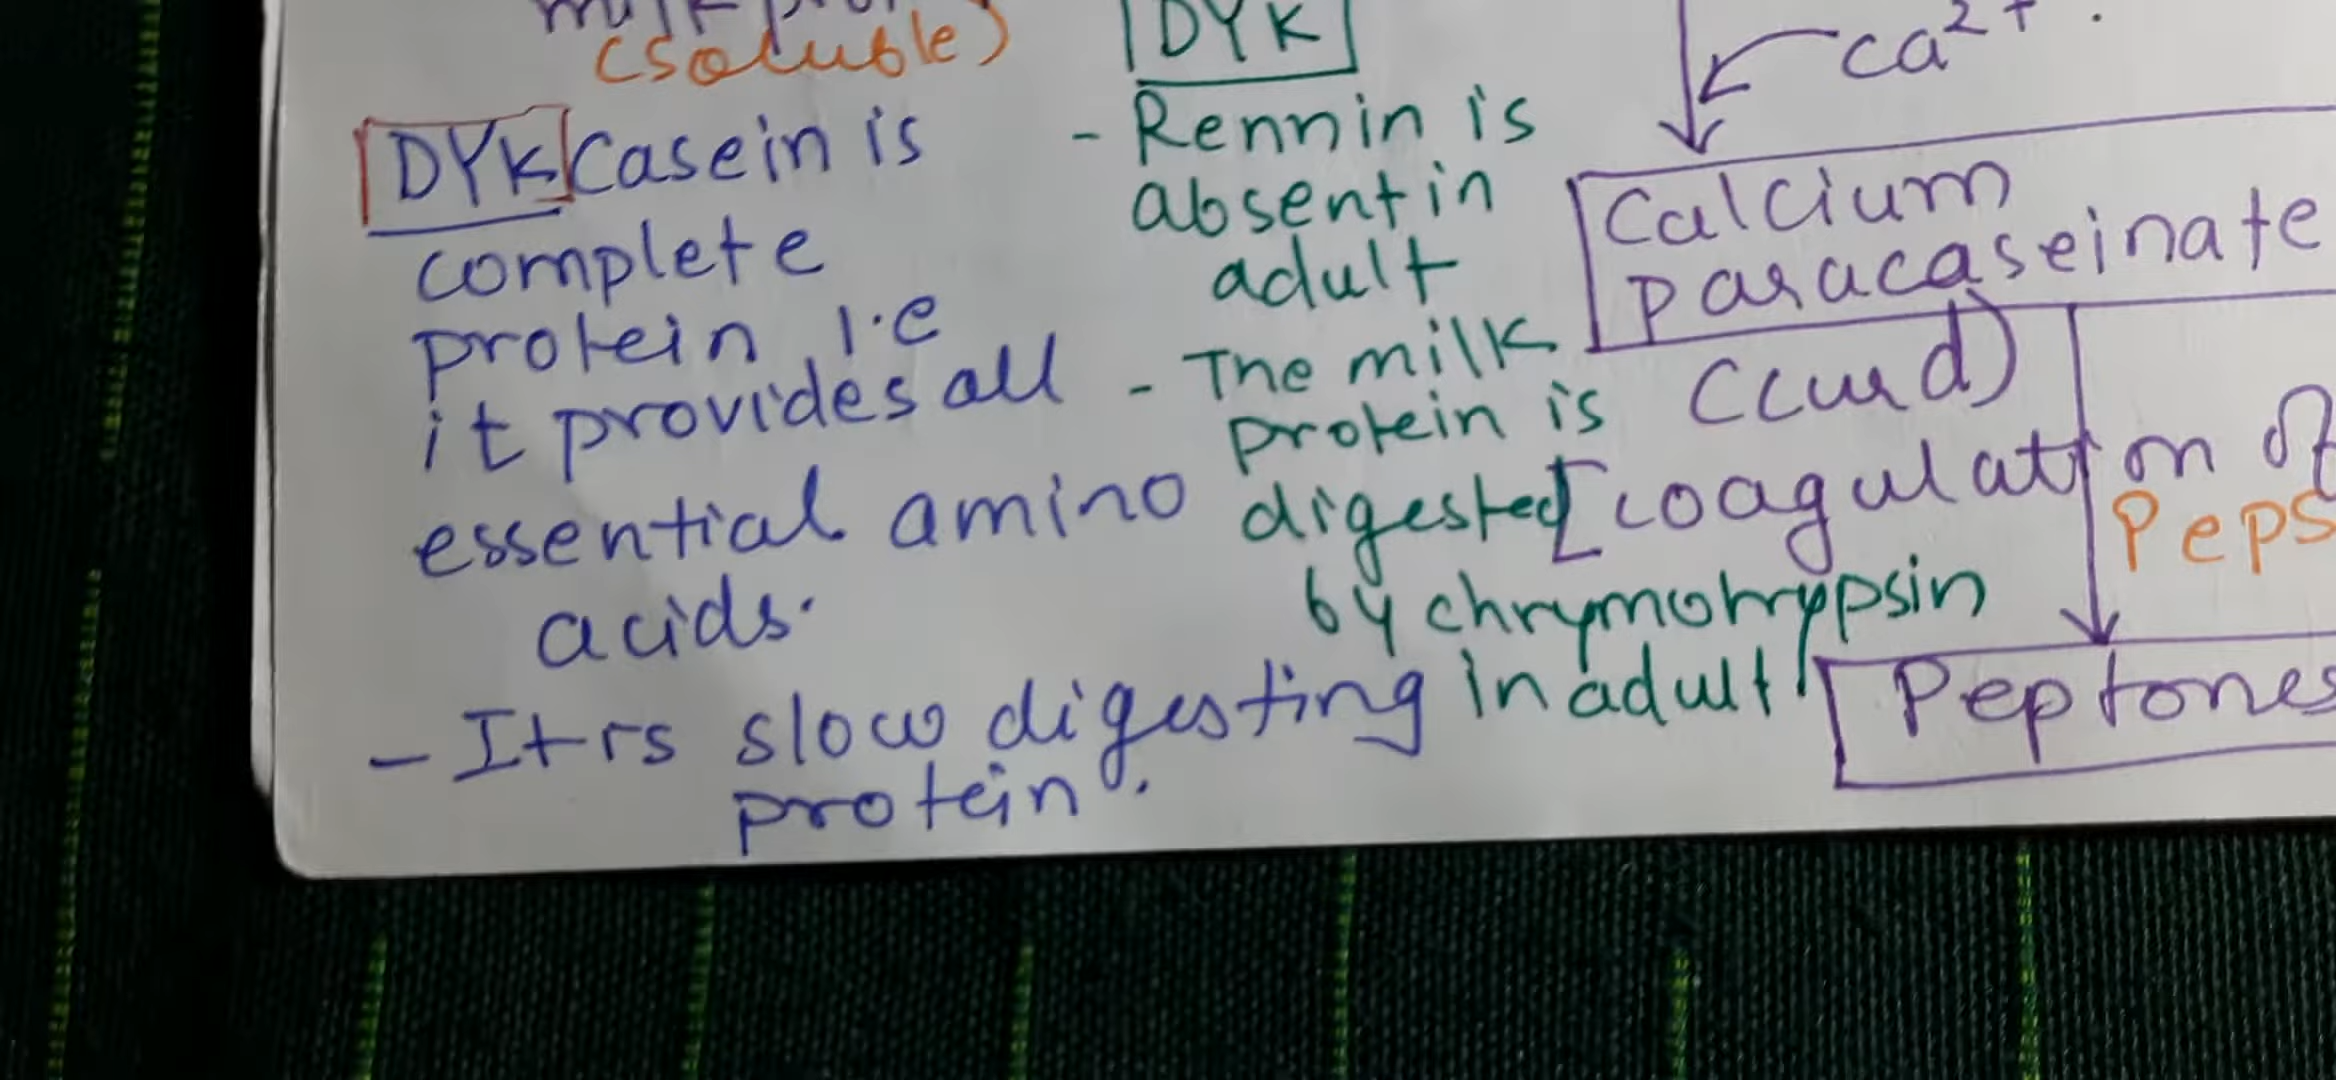 (soluble)
DYK Casein is
complete
protein i.e
it provides all
essential amino
acids.
- It is slow digesting
protein.
DYK
- Rennin is
absent in
adult
- The milk
protein is
digested
by chrymotrypsin
in adult
Ca2+.
Calcium
paracaseinate
(curd)
[coagulation of
Peps
Peptones